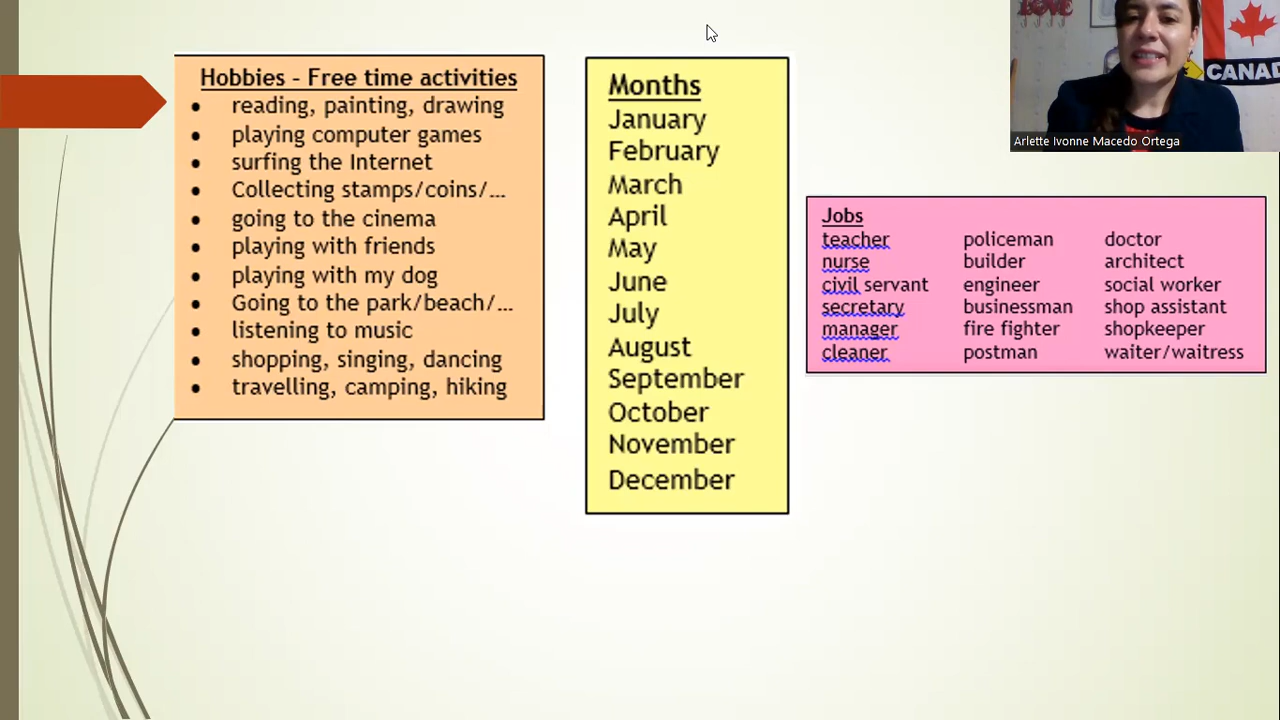 Hobbies - Free time activities
reading, painting, drawing
playing computer games
surfing the Internet
Collecting stamps/coins/...
going to the cinema
playing with friends
playing with my dog
Going to the park/beach/...
listening to music
shopping, singing, dancing
travelling, camping, hiking
Months
January
February
March
April
May
June
July
August
September
October
November
December
LOVE
CANAD
Arlette Ivonne Macedo Ortega
Jobs
teacher policeman doctor
nurse builder architect
civil servant engineer social worker
secretary businessman shop assistant
manager fire fighter shopkeeper
cleaner postman waiter/waitress